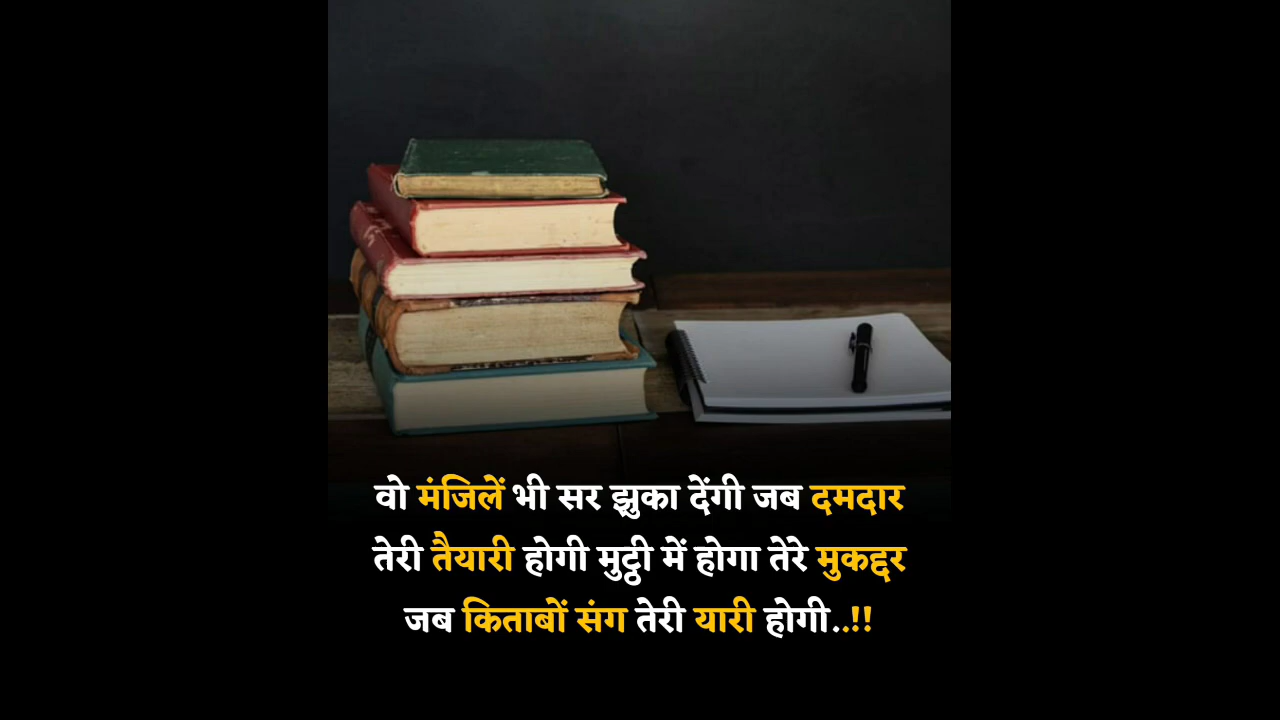 वो मंजिलें भी सर झुका देंगी जब दमदार
तेरी तैयारी होगी मुट्ठी में होगा तेरे मुकद्दर
जब किताबों संग तेरी यारी होगी..!!